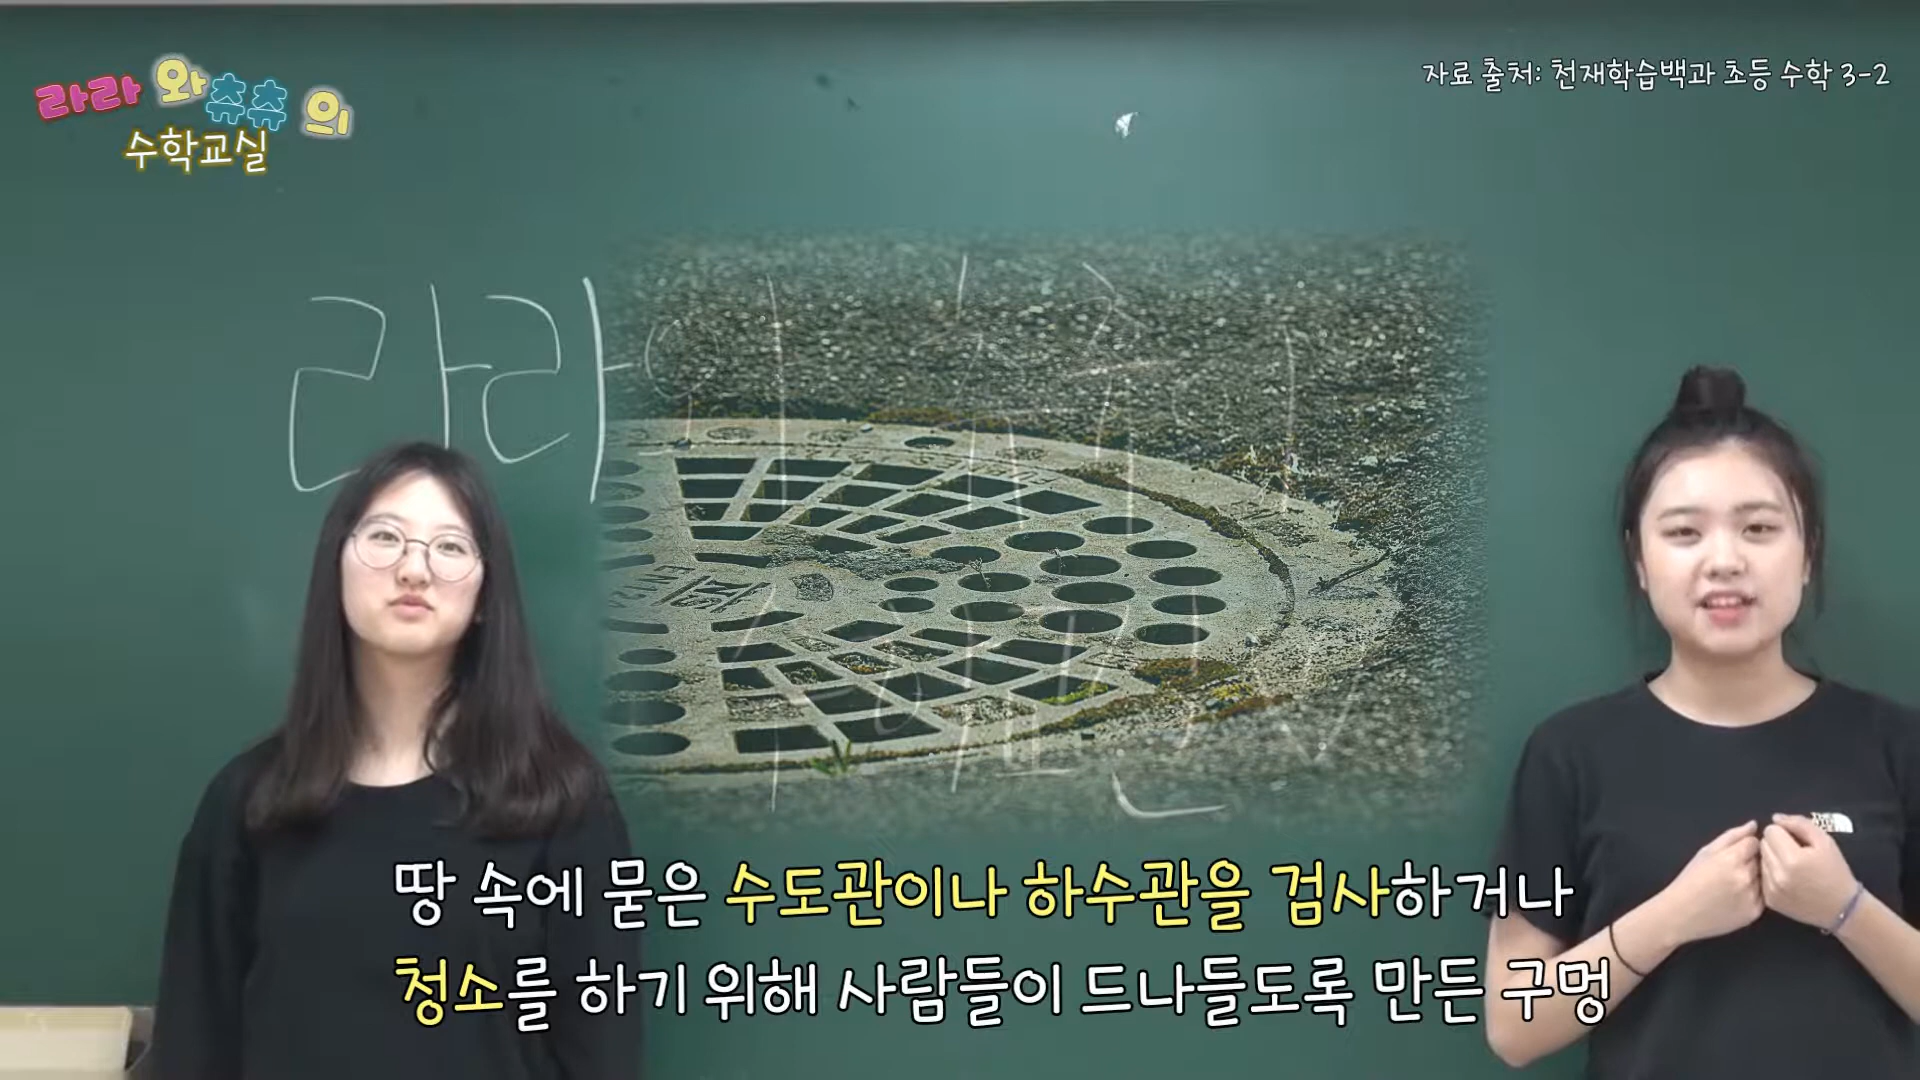 라라와츄츄의
수학교실
자료 출처: 천재학습백과 초등 수학 3-2
라라
땅 속에 묻은 수도관이나 하수관을 검사하거나
청소를 하기 위해 사람들이 드나들도록 만든 구멍